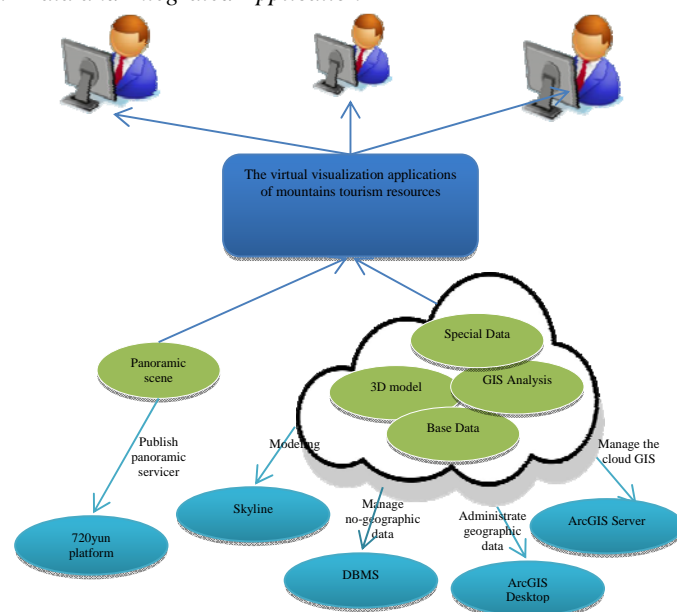 The virtual visualization applications
of mountains tourism resources
Special Data
Panoramic
scene
3D model
GIS Analysis
Base Data
Publish
panoramic
servicer
Modeling
Manage the
cloud GIS
Skyline
Manage
no-geographic
data
Administrate
geographic
data
ArcGIS Server
720yun
platform
DBMS
ArcGIS
Desktop